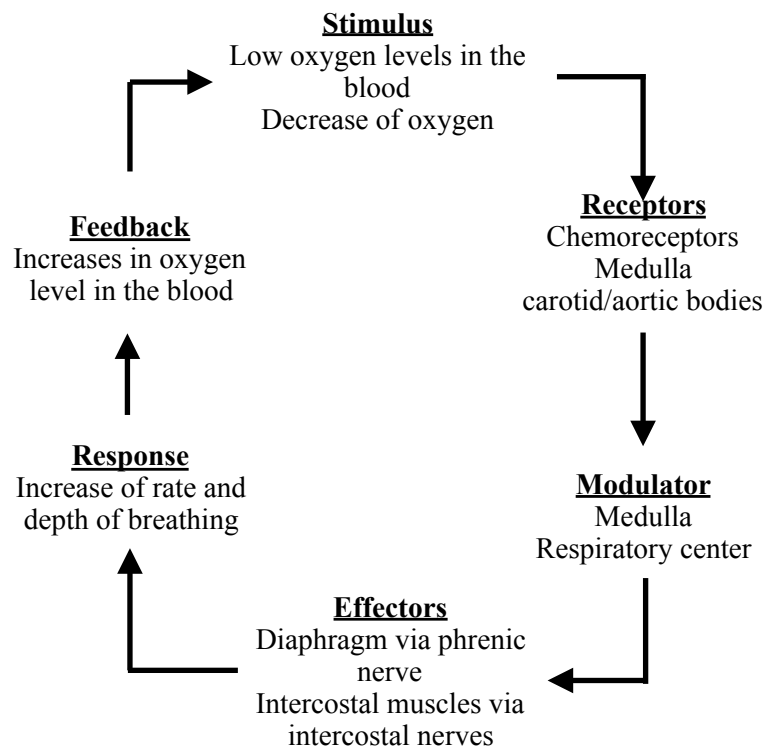 Stimulus
Low oxygen levels in the
blood
Decrease of oxygen
Receptors
Chemoreceptors
Medulla
carotid/aortic bodies
Modulator
Medulla
Respiratory center
Effectors
Diaphragm via phrenic
nerve
Intercostal muscles via
intercostal nerves
Response
Increase of rate and
depth of breathing
Feedback
Increases in oxygen
level in the blood